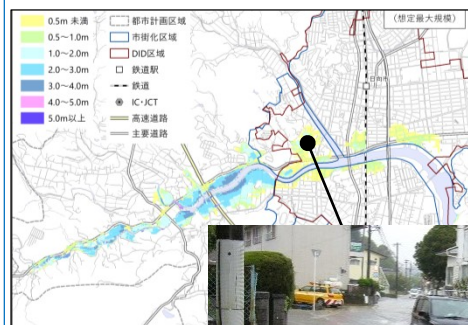 0.5m 未満
0.5～1.0m
1.0～2.0m
2.0～3.0m
3.0～4.0m
4.0～5.0m
5.0m以上
都市計画区域
市街化区域
DID区域
鉄道駅
鉄道
IC・JCT
高速道路
主要道路
(想定最大規模)